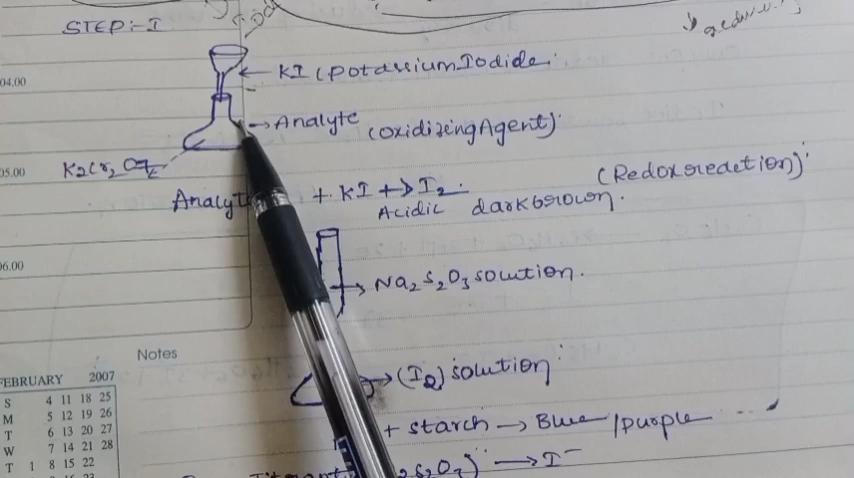 STEP:-I
04.00
KI (potassium Iodide.
→ Analyte (oxidizing Agent)
05.00 K2Cr2O7
(Redox reaction)
+ KI → I2.
Acidic dark brown.
06.00
→ Na2S2O3 solution.
Notes
FEBRUARY 2007
→ (I2) solution
S 4 11 18 25
M 5 12 19 26
+ starch → Blue/purple
T 6 13 20 27
W 7 14 21 28
T 1 8 15 22
→ I⁻